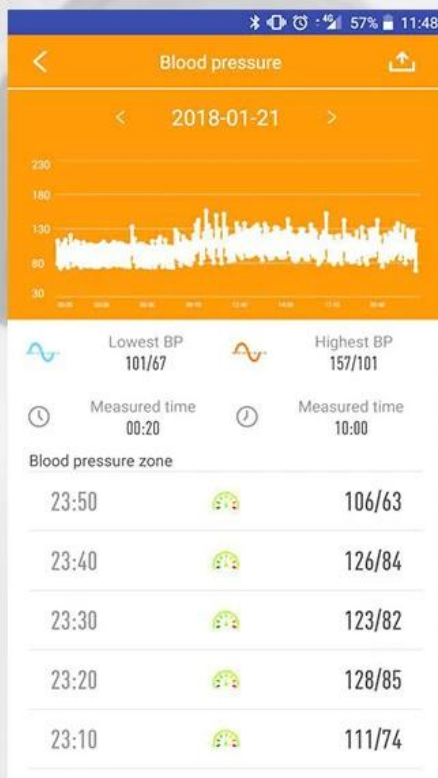 4G 57% 11:48
Blood pressure
< 2018-01-21 >
230
180
130
80
30
Lowest BP Highest BP
101/67 157/101
Measured time Measured time
00:20 10:00
Blood pressure zone
23:50 106/63
23:40 126/84
23:30 123/82
23:20 128/85
23:10 111/74